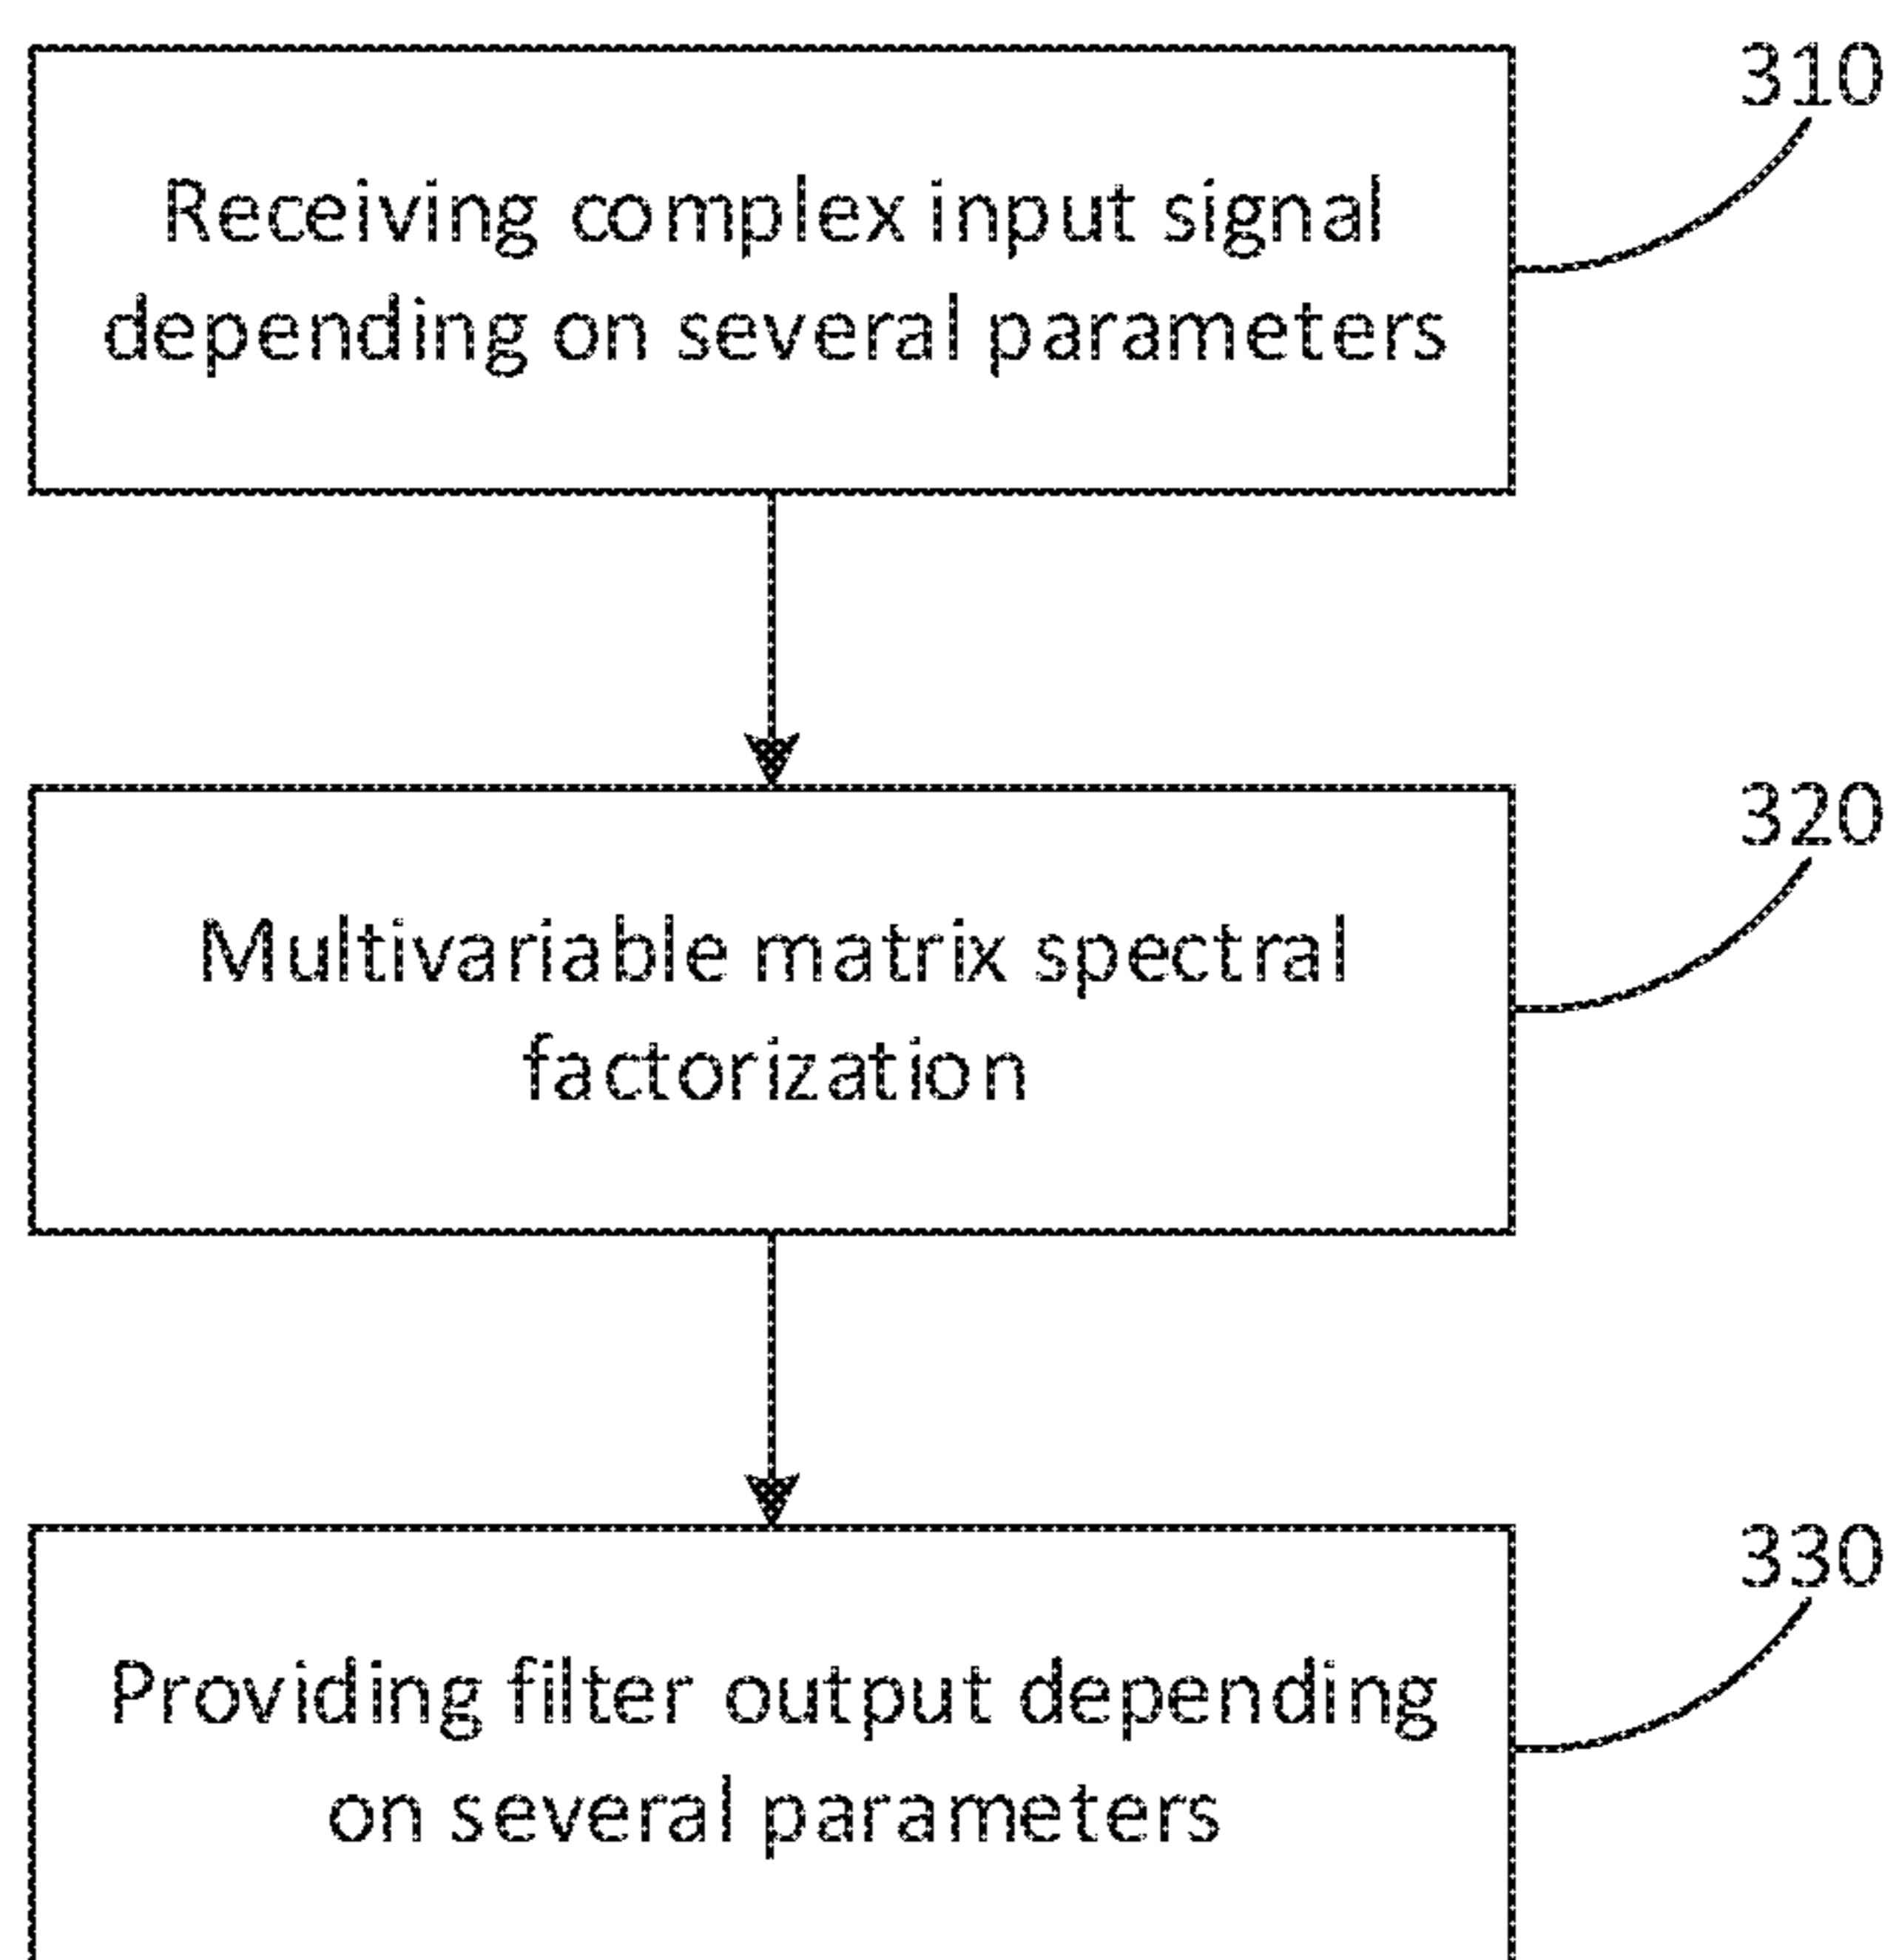 310
Receiving complex input signal
depending on several parameters
320
Multivariable matrix spectral
factorization
330
Providing filter output depending
on several parameters